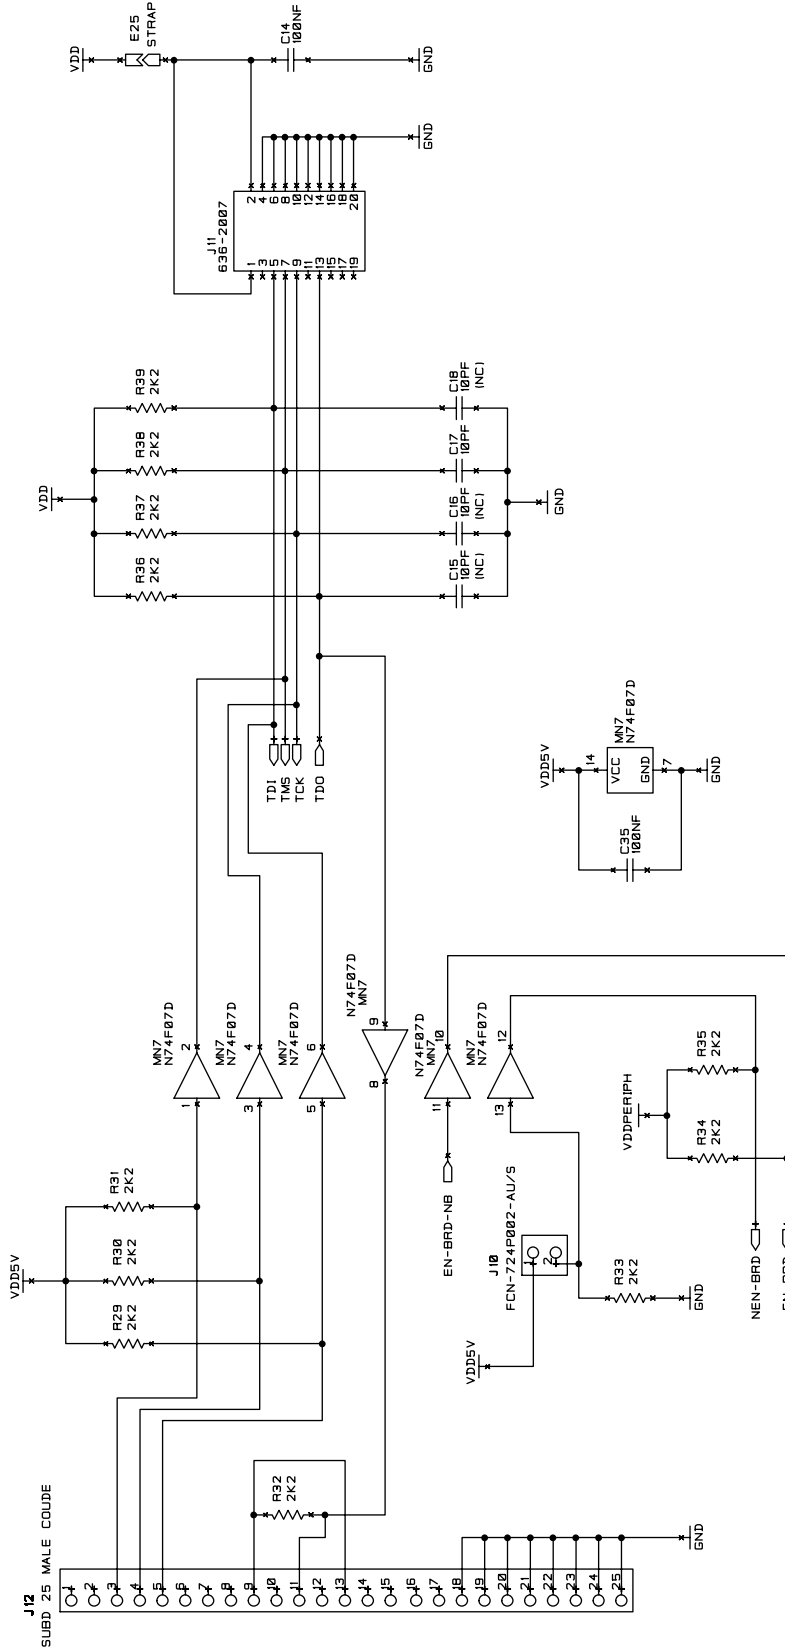 VDD
E25
STRAP
C14
100NF
GND
GND
J11
636-2007
1
3
5
7
9
11
13
15
17
19
2
4
6
8
10
12
14
16
18
20
VDD
R39
2K2
R38
2K2
R37
2K2
R36
2K2
C18
10PF
(NC)
C17
10PF
(NC)
C16
10PF
(NC)
C15
10PF
(NC)
GND
TDI
TMS
TCK
TDO
VDD5V
14
MN7
N74F07D
VCC
GND
7
GND
C35
100NF
MN7
N74F07D
1
2
MN7
N74F07D
3
4
MN7
N74F07D
5
6
N74F07D
MN7
9
8
N74F07D
MN7
11
10
MN7
N74F07D
13
12
VDD5V
R31
2K2
R30
2K2
R29
2K2
EN-BRD-NB
VDDPERIPH
R35
2K2
R34
2K2
NEN-BRD
J10
FCN-724P002-AU/S
1
2
VDD5V
R33
2K2
GND
R32
2K2
J12
SUBD 25 MALE COUDE
1
2
3
4
5
6
7
8
9
10
11
12
13
14
15
16
17
18
19
20
21
22
23
24
25
GND